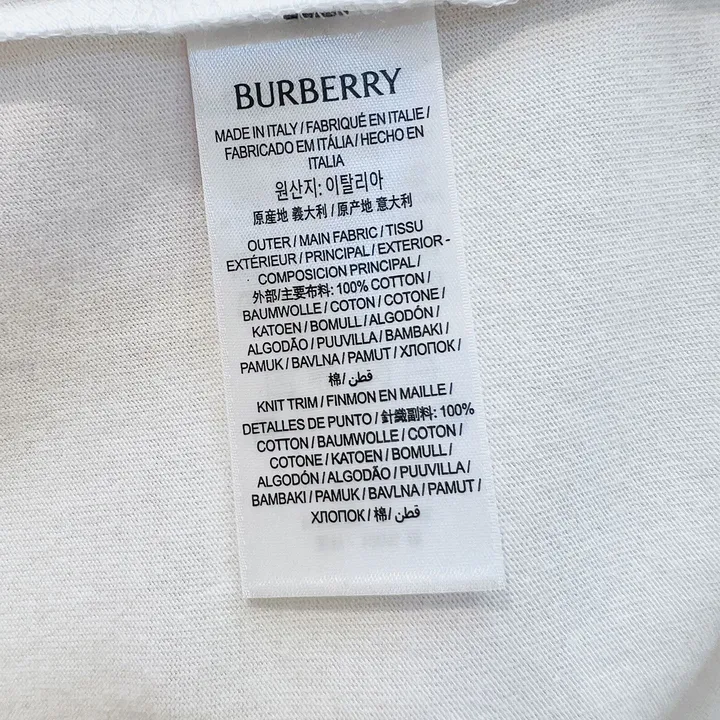 BURBERRY
MADE IN ITALY / FABRIQUÉ EN ITALIE /
FABRICADO EM ITÁLIA / HECHO EN
ITALIA
원산지: 이탈리아
原産地 義大利 / 原产地 意大利
OUTER / MAIN FABRIC / TISSU
EXTÉRIEUR / PRINCIPAL / EXTERIOR -
COMPOSICION PRINCIPAL /
外部/主要布料: 100% COTTON /
BAUMWOLLE / COTON / COTONE /
KATOEN / BOMULL / ALGODÓN /
ALGODÃO / PUUVILLA / BAMBAKI /
PAMUK / BAVLNA / PAMUT / ХЛОПОК /
棉/ قطن
KNIT TRIM / FINMON EN MAILLE /
DETALLES DE PUNTO / 針織副料: 100%
COTTON / BAUMWOLLE / COTON /
COTONE / KATOEN / BOMULL /
ALGODÓN / ALGODÃO / PUUVILLA /
BAMBAKI / PAMUK / BAVLNA / PAMUT /
ХЛОПОК / 棉/ قطن